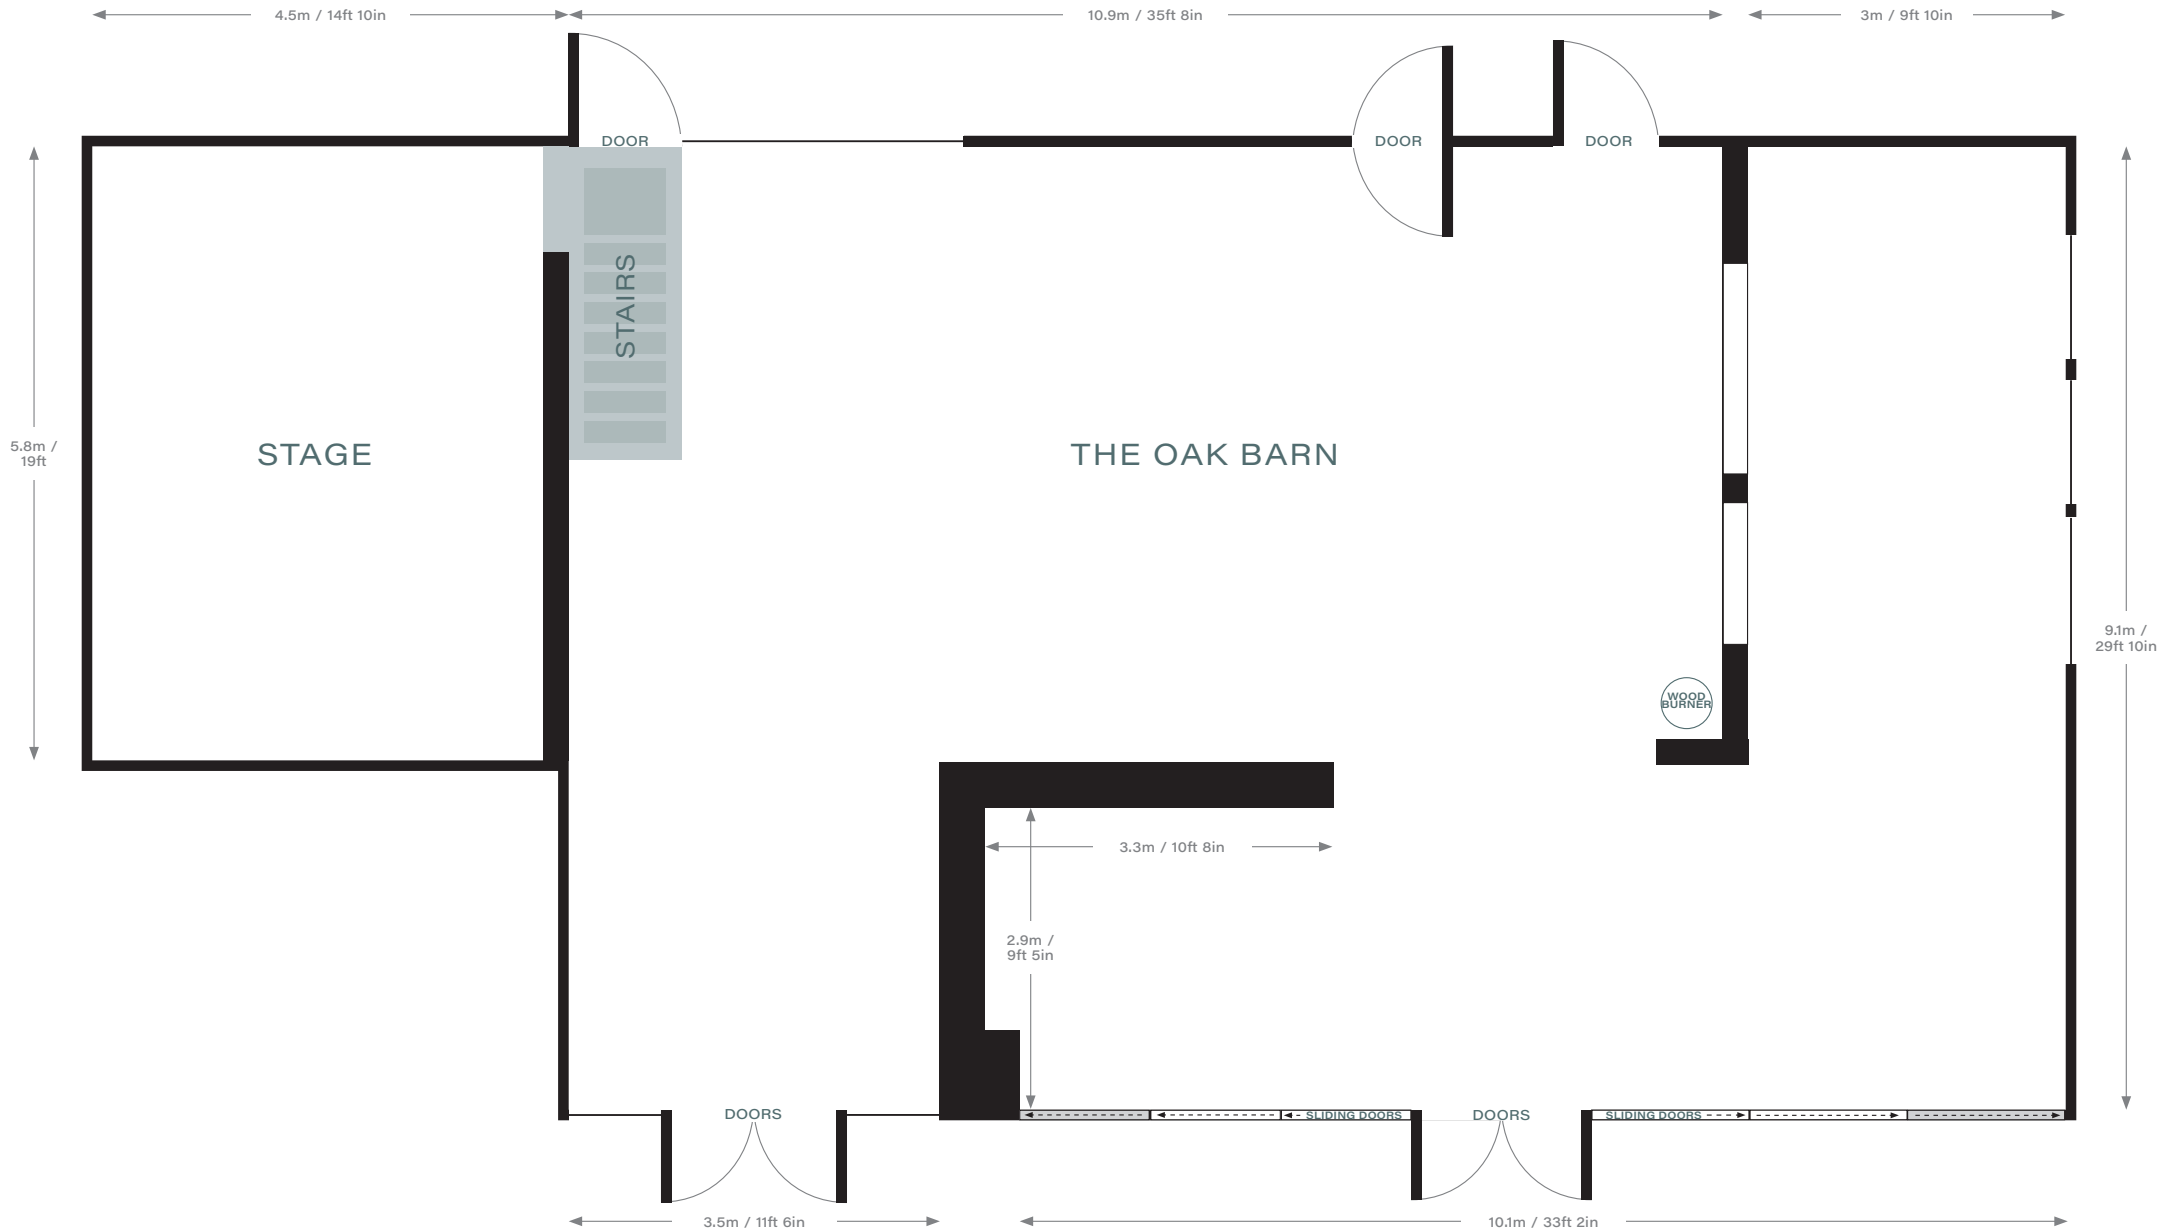 4.5m / 14ft 10in
10.9m / 35ft 8in
3m / 9ft 10in
DOOR
DOOR
DOOR
STAIRS
5.8m /
19ft
STAGE
THE OAK BARN
9.1m /
29ft 10in
WOOD
BURNER
3.3m / 10ft 8in
2.9m /
9ft 5in
DOORS
SLIDING DOORS
DOORS
SLIDING DOORS
3.5m / 11ft 6in
10.1m / 33ft 2in